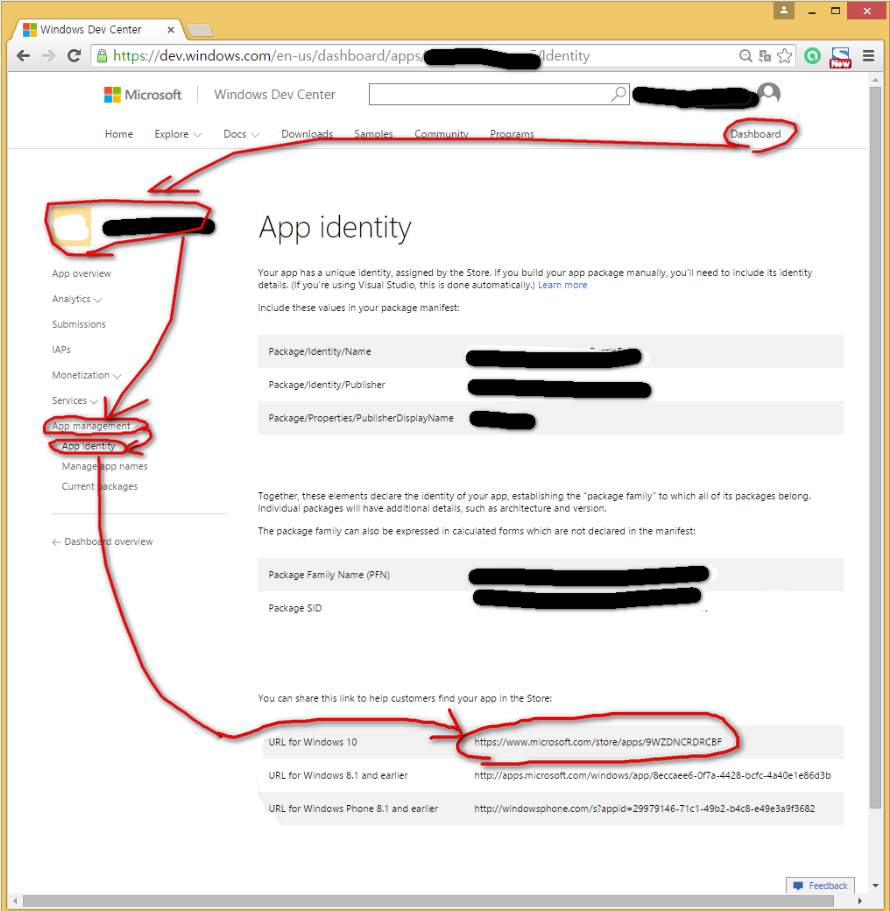 Windows Dev Center
https://dev.windows.com/en-us/dashboard/apps/ /Identity
New
Microsoft Windows Dev Center
Home Explore Docs Downloads Samples Community Programs Dashboard
App identity
App overview
Analytics
Submissions
IAPs
Monetization
Services
App management
App identity
Manage app names
Current packages
← Dashboard overview
Your app has a unique identity, assigned by the Store. If you build your app package manually, you'll need to include its identity
details. (If you're using Visual Studio, this is done automatically.) Learn more
Include these values in your package manifest:
Package/Identity/Name
Package/Identity/Publisher
Package/Properties/PublisherDisplayName
Together, these elements declare the identity of your app, establishing the "package family" to which all of its packages belong.
Individual packages will have additional details, such as architecture and version.
The package family can also be expressed in calculated forms which are not declared in the manifest:
Package Family Name (PFN)
Package SID
You can share this link to help customers find your app in the Store:
URL for Windows 10 https://www.microsoft.com/store/apps/9WZDNCRDRCBF
URL for Windows 8.1 and earlier http://apps.microsoft.com/windows/app/8eccaee6-0f7a-4428-bcfc-4a40e1e86d3b
URL for Windows Phone 8.1 and earlier http://windowsphone.com/s?appid=29979146-71c1-49b2-b4c8-e49e3a9f3682
Feedback